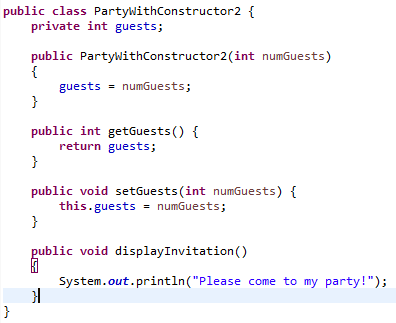 public class PartyWithConstructor2 {
    private int guests;

    public PartyWithConstructor2(int numGuests)
    {
        guests = numGuests;
    }

    public int getGuests() {
        return guests;
    }

    public void setGuests(int numGuests) {
        this.guests = numGuests;
    }

    public void displayInvitation()
    {
        System.out.println("Please come to my party!");
    }
}